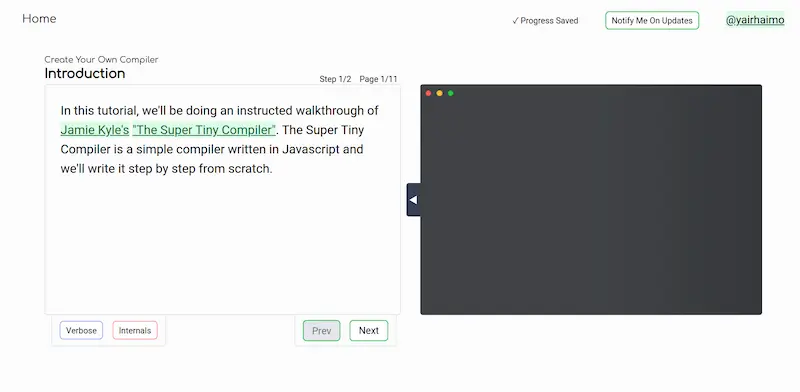 Home
✓ Progress Saved
Notify Me On Updates
@yairhaimo
Create Your Own Compiler
Introduction
Step 1/2 Page 1/11
In this tutorial, we'll be doing an instructed walkthrough of
Jamie Kyle's "The Super Tiny Compiler". The Super Tiny
Compiler is a simple compiler written in Javascript and
we'll write it step by step from scratch.
Verbose
Internals
Prev
Next